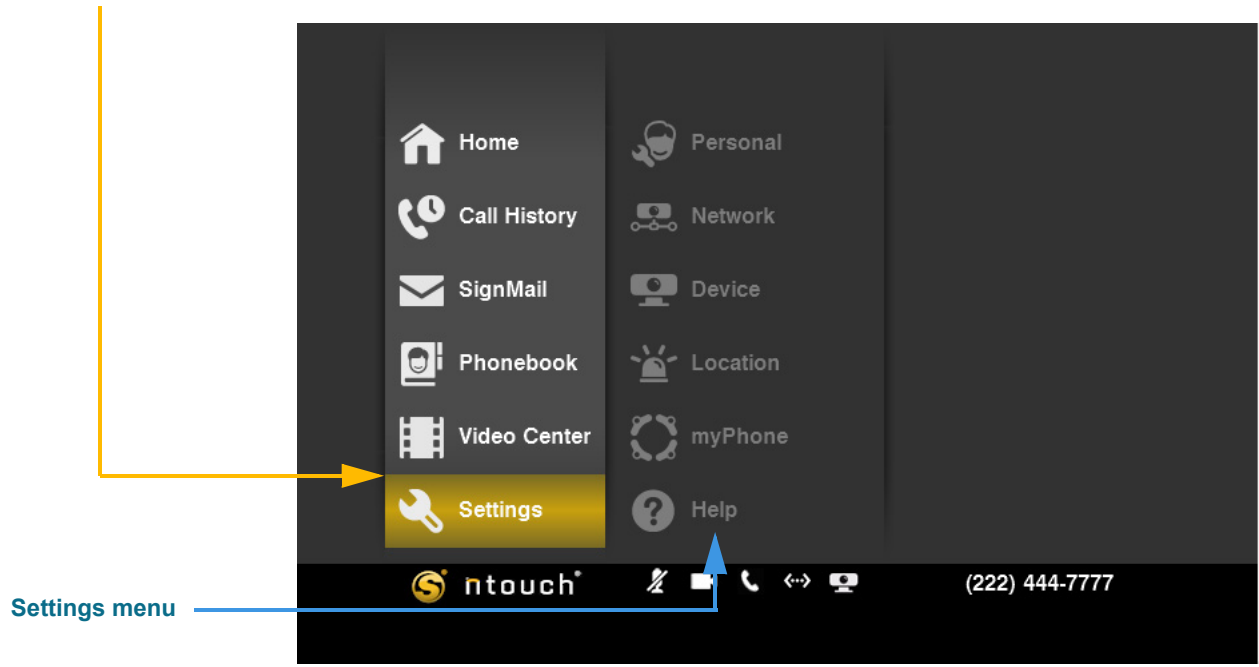 Home
Call History
SignMail
Phonebook
Video Center
Settings
Personal
Network
Device
Location
myPhone
Help
S ntouch®
(222) 444-7777
Settings menu